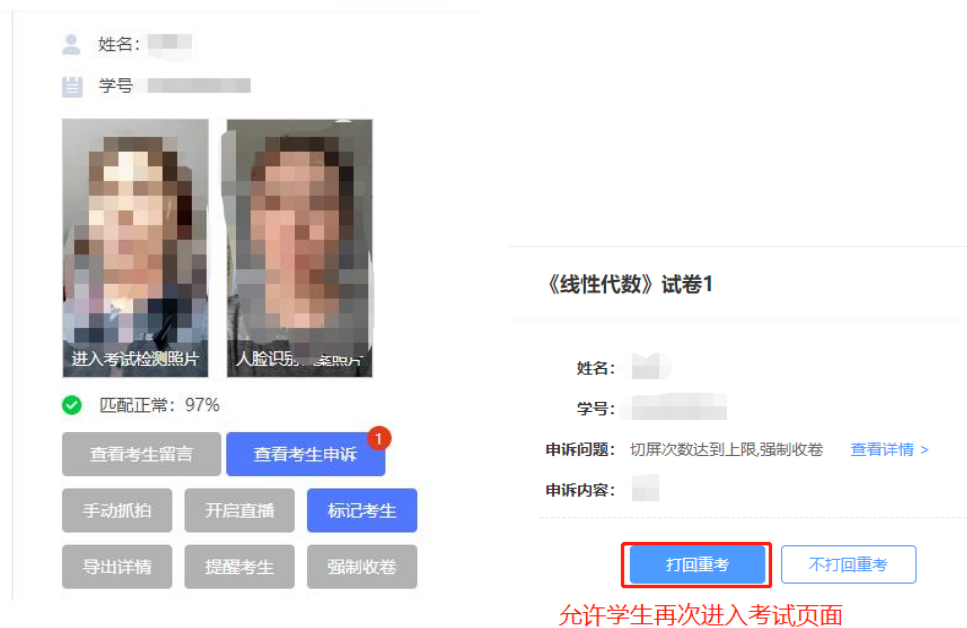 姓名：
学号
进入考试检测照片
人脸识别 案照片
匹配正常：97%
查看考生留言
查看考生申诉
1
手动抓拍
开启直播
标记考生
导出详情
提醒考生
强制收卷
《线性代数》试卷1
姓名：
学号：
申诉问题： 切屏次数达到上限,强制收卷 查看详情 >
申诉内容：
打回重考
不打回重考
允许学生再次进入考试页面